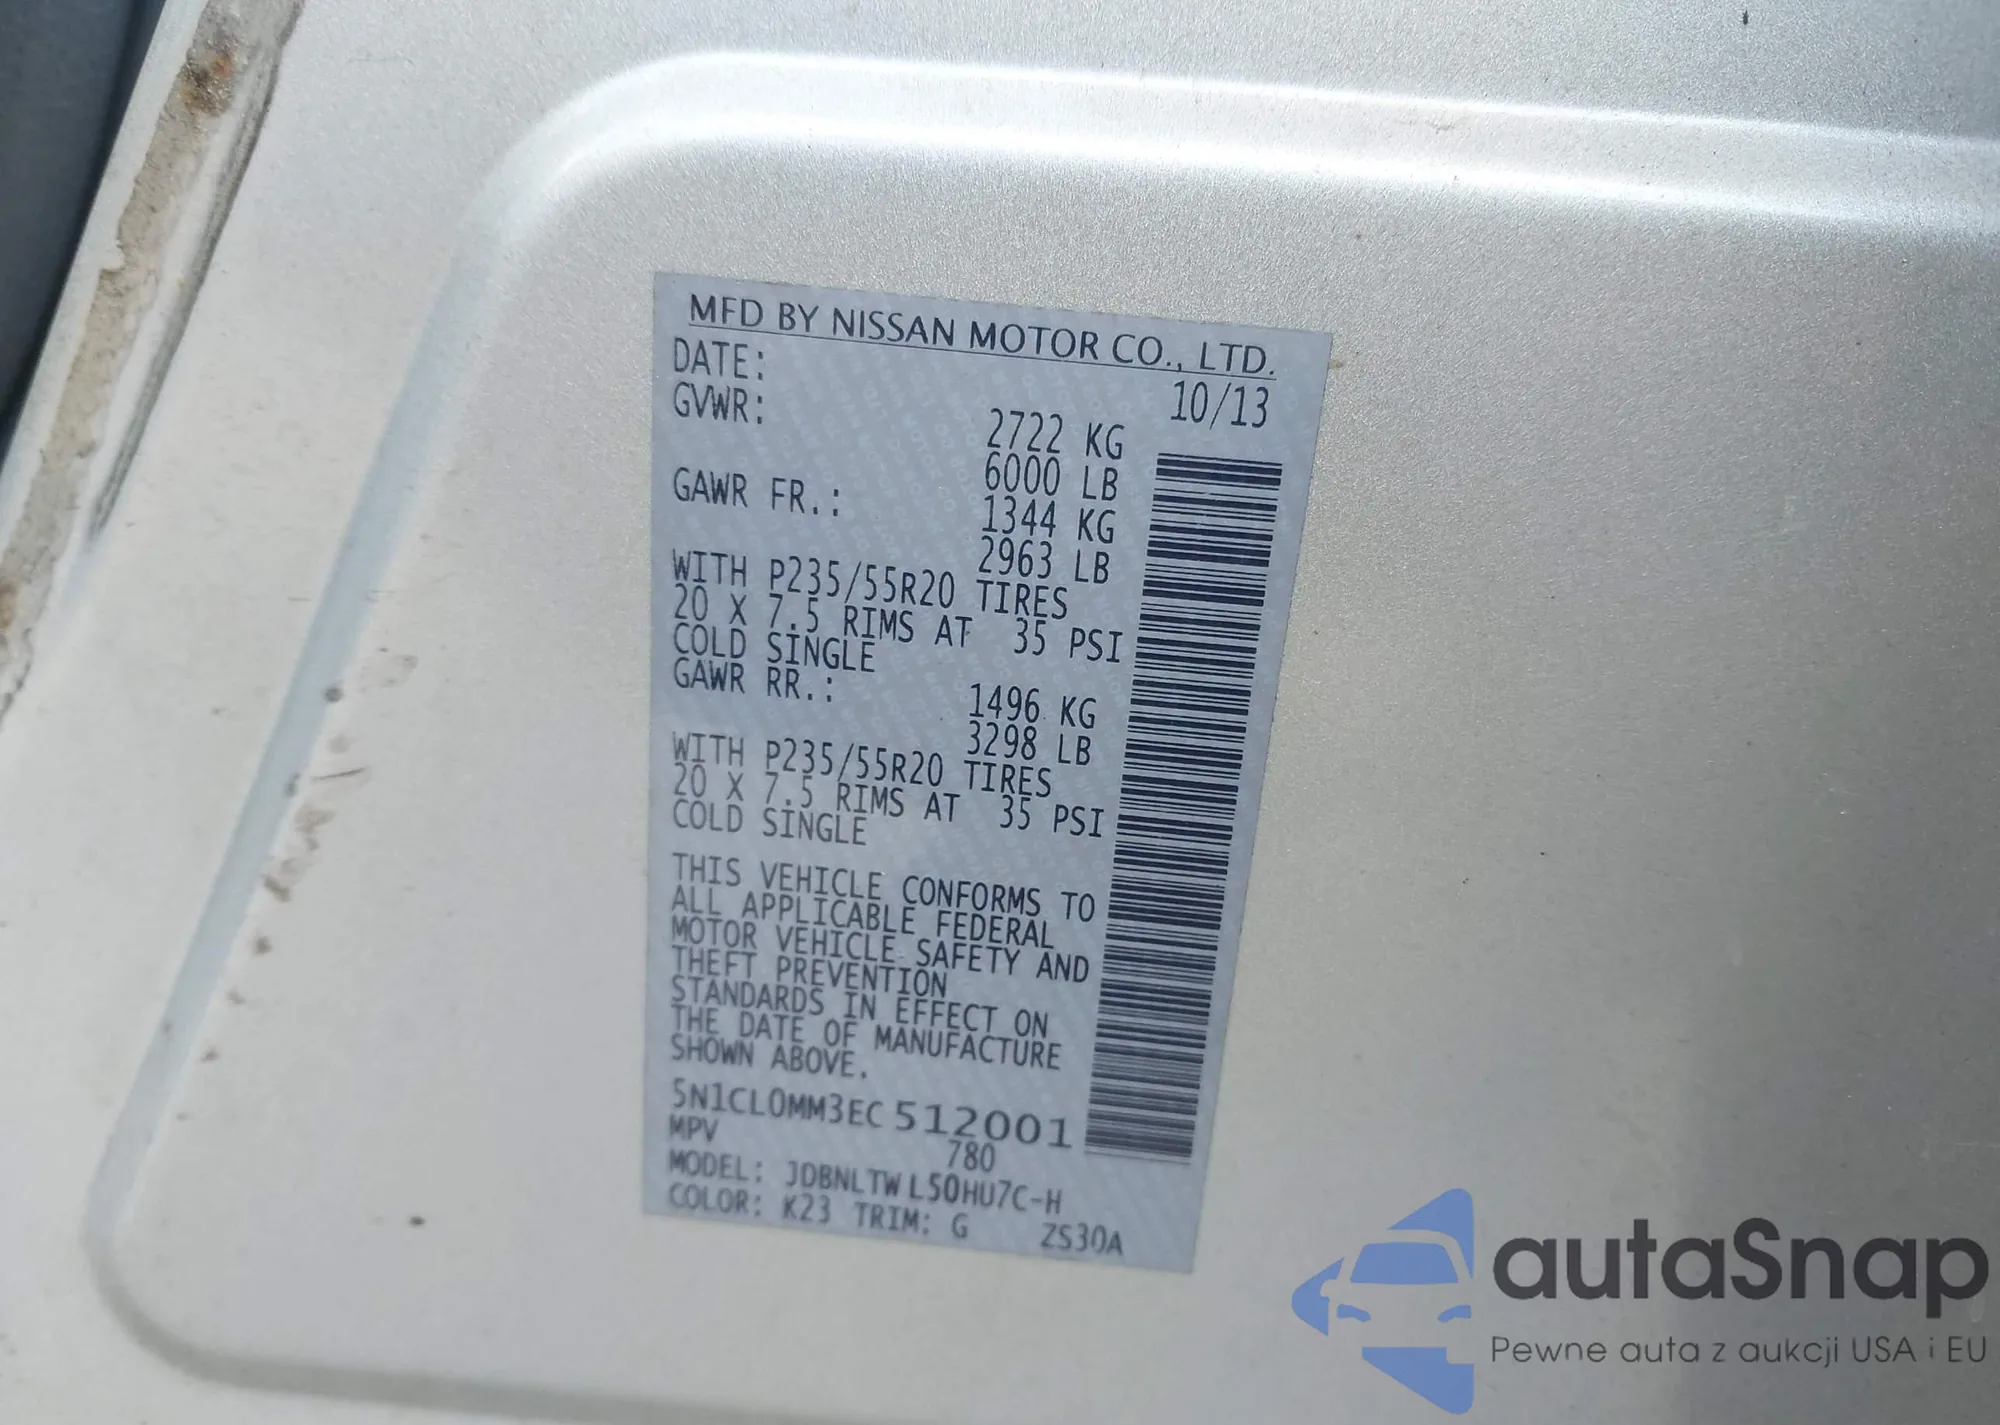 MFD BY NISSAN MOTOR CO., LTD.
DATE: 10/13
GVWR: 2722 KG
6000 LB
GAWR FR.: 1344 KG
2963 LB
WITH P235/55R20 TIRES
20 X 7.5 RIMS AT 35 PSI
COLD SINGLE
GAWR RR.: 1496 KG
3298 LB
WITH P235/55R20 TIRES
20 X 7.5 RIMS AT 35 PSI
COLD SINGLE
THIS VEHICLE CONFORMS TO
ALL APPLICABLE FEDERAL
MOTOR VEHICLE SAFETY AND
THEFT PREVENTION
STANDARDS IN EFFECT ON
THE DATE OF MANUFACTURE
SHOWN ABOVE.
5N1CL0MM3EC512001
MPV 780
MODEL: JDBNLTWL50HU7C-H
COLOR: K23 TRIM: G ZS30A
autaSnap
Pewne auta z aukcji USA i EU